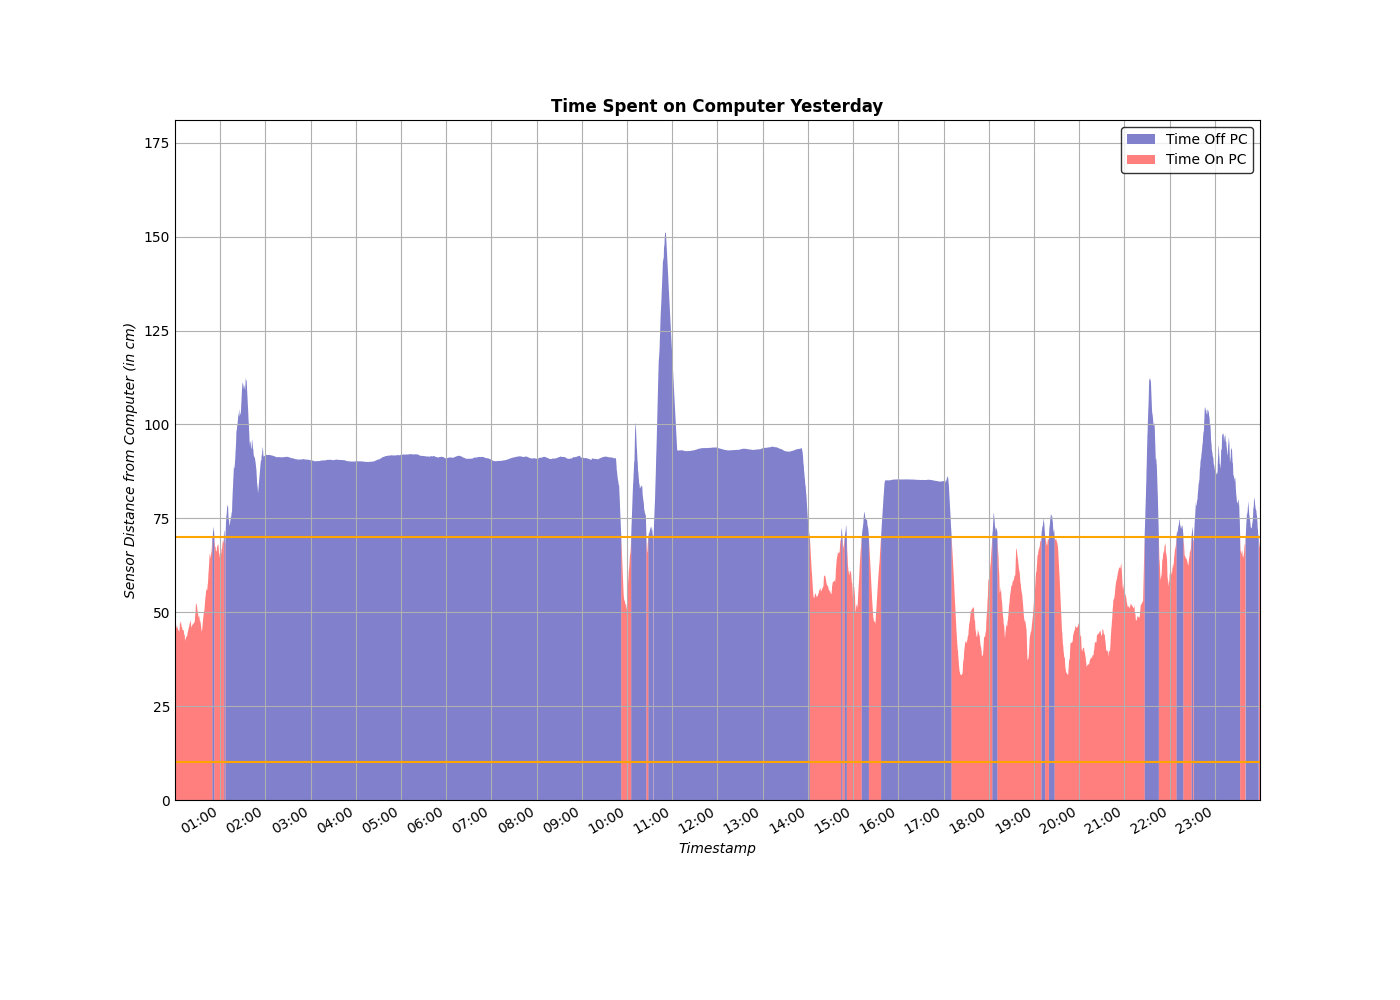 Time Spent on Computer Yesterday
Time Off PC
Time On PC
175
150
125
100
75
50
25
0
Sensor Distance from Computer (in cm)
01:00 02:00 03:00 04:00 05:00 06:00 07:00 08:00 09:00 10:00 11:00 12:00 13:00 14:00 15:00 16:00 17:00 18:00 19:00 20:00 21:00 22:00 23:00
Timestamp